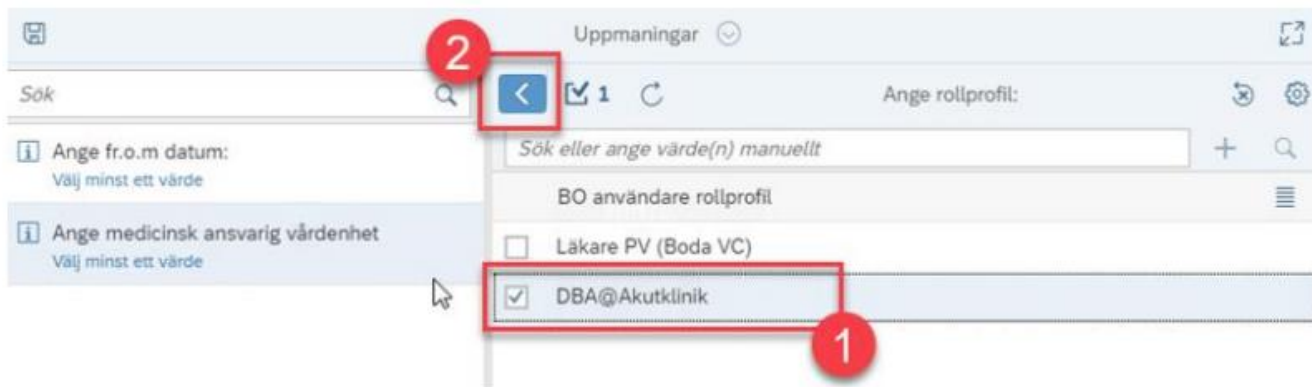 Uppmaningar
2
Sök
1
Ange rollprofil:
Ange fr.o.m datum:
Välj minst ett värde
Ange medicinsk ansvarig vårdenhet
Välj minst ett värde
Sök eller ange värde(n) manuellt
BO användare rollprofil
Läkare PV (Boda VC)
DBA@Akutklinik
1